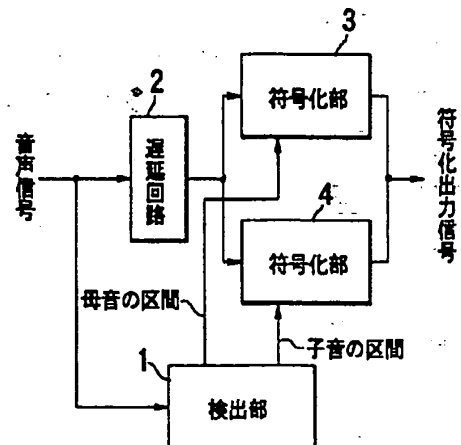 音声信号
2
遅延回路
3
符号化部
4
符号化部
符号化出力信号
母音の区間
子音の区間
1
検出部